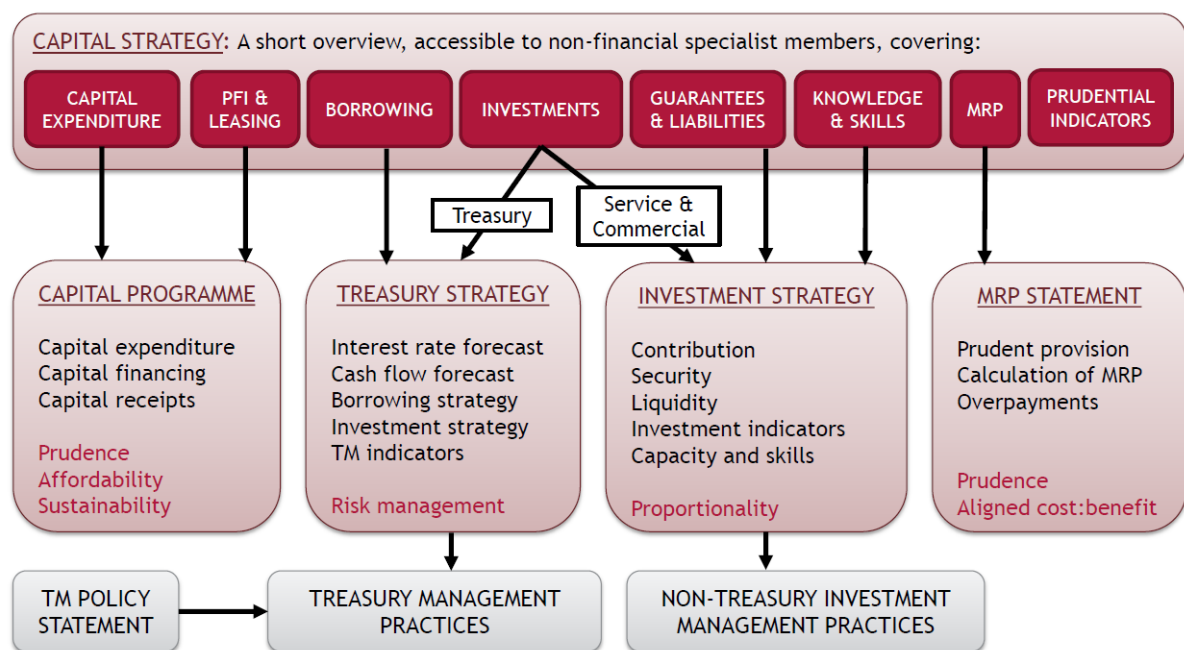 CAPITAL STRATEGY: A short overview, accessible to non-financial specialist members, covering:
CAPITAL
EXPENDITURE
PFI &
LEASING
BORROWING
INVESTMENTS
GUARANTEES
& LIABILITIES
KNOWLEDGE
& SKILLS
MRP
PRUDENTIAL
INDICATORS
Treasury
Service &
Commercial
CAPITAL PROGRAMME
Capital expenditure
Capital financing
Capital receipts
Prudence
Affordability
Sustainability
TREASURY STRATEGY
Interest rate forecast
Cash flow forecast
Borrowing strategy
Investment strategy
TM indicators
Risk management
INVESTMENT STRATEGY
Contribution
Security
Liquidity
Investment indicators
Capacity and skills
Proportionality
MRP STATEMENT
Prudent provision
Calculation of MRP
Overpayments
Prudence
Aligned cost:benefit
TM POLICY
STATEMENT
TREASURY MANAGEMENT
PRACTICES
NON-TREASURY INVESTMENT
MANAGEMENT PRACTICES